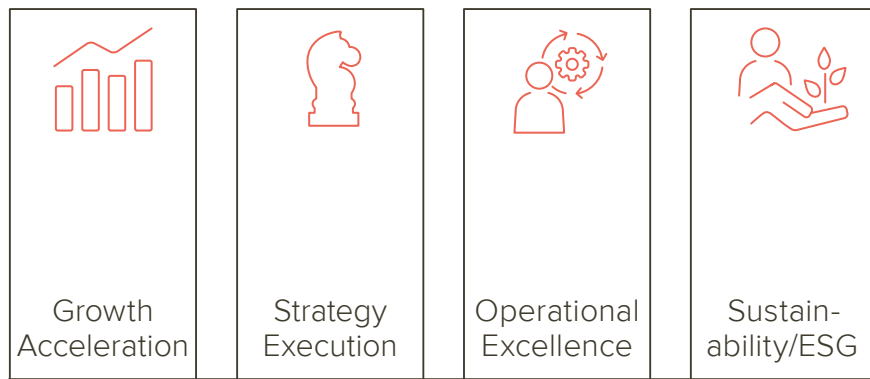 Growth
Acceleration
Strategy
Execution
Operational
Excellence
Sustain-
ability/ESG